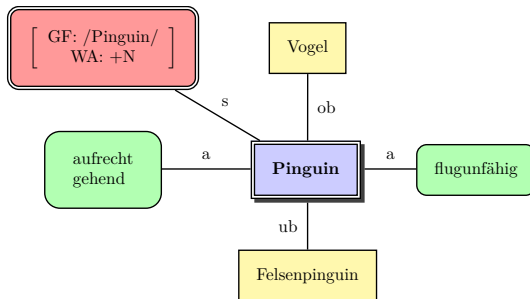 GF: /Pinguin/
WA: +N
Vogel
s
ob
aufrecht
gehend
a
Pinguin
a
flugunfähig
ub
Felsenpinguin